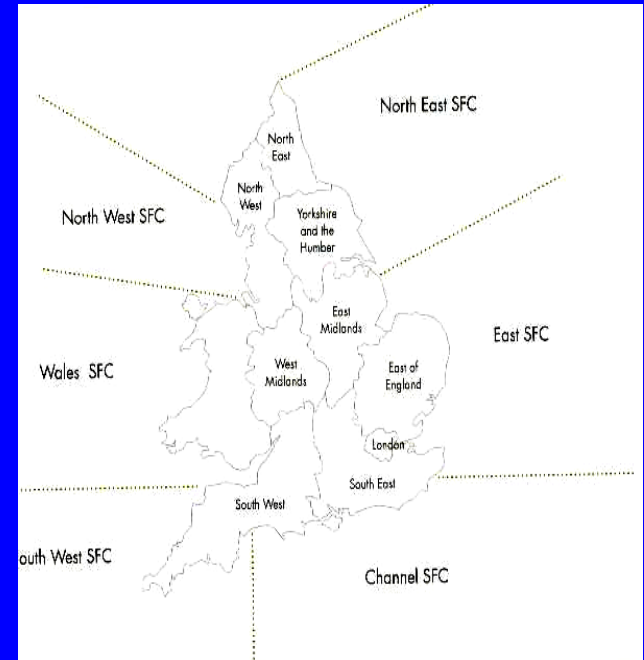 North East SFC
North
East
North
West
Yorkshire
and the
Humber
North West SFC
East
Midlands
East SFC
West
Midlands
East of
England
Wales SFC
London
South East
South West
outh West SFC
Channel SFC